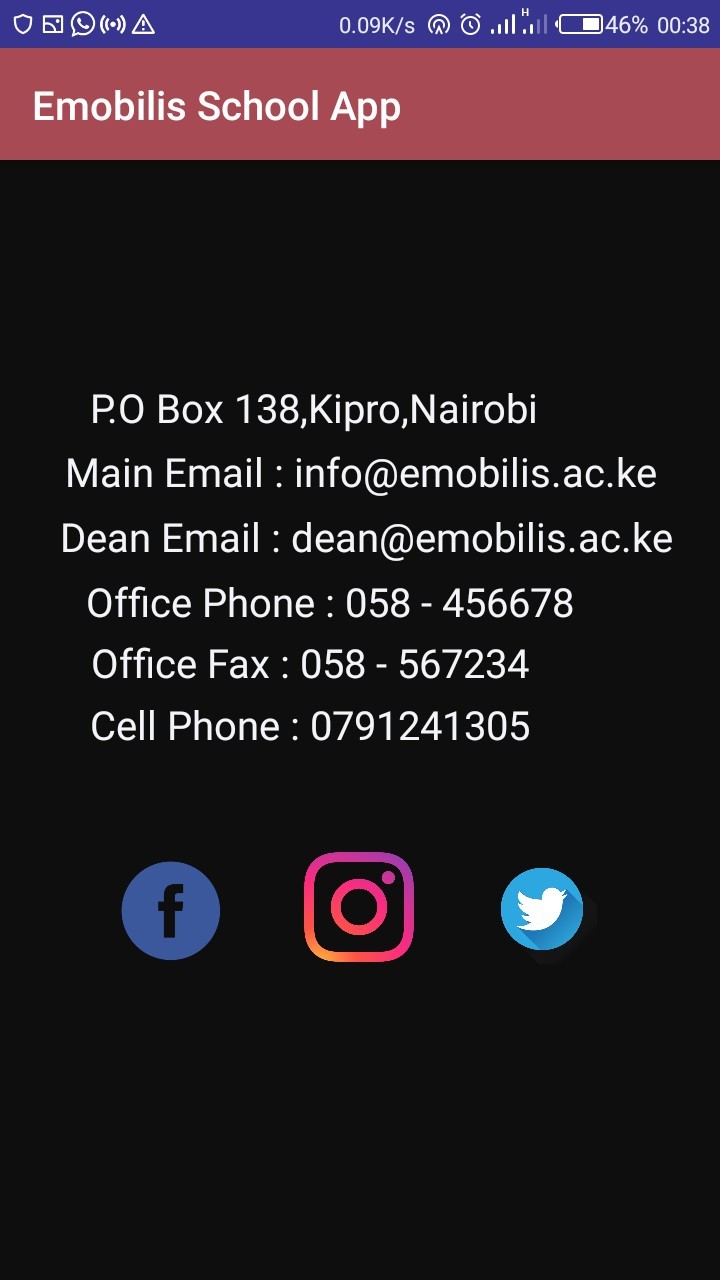 0.09K/s H 46% 00:38
Emobilis School App
P.O Box 138,Kipro,Nairobi
Main Email : info@emobilis.ac.ke
Dean Email : dean@emobilis.ac.ke
Office Phone : 058 - 456678
Office Fax : 058 - 567234
Cell Phone : 0791241305